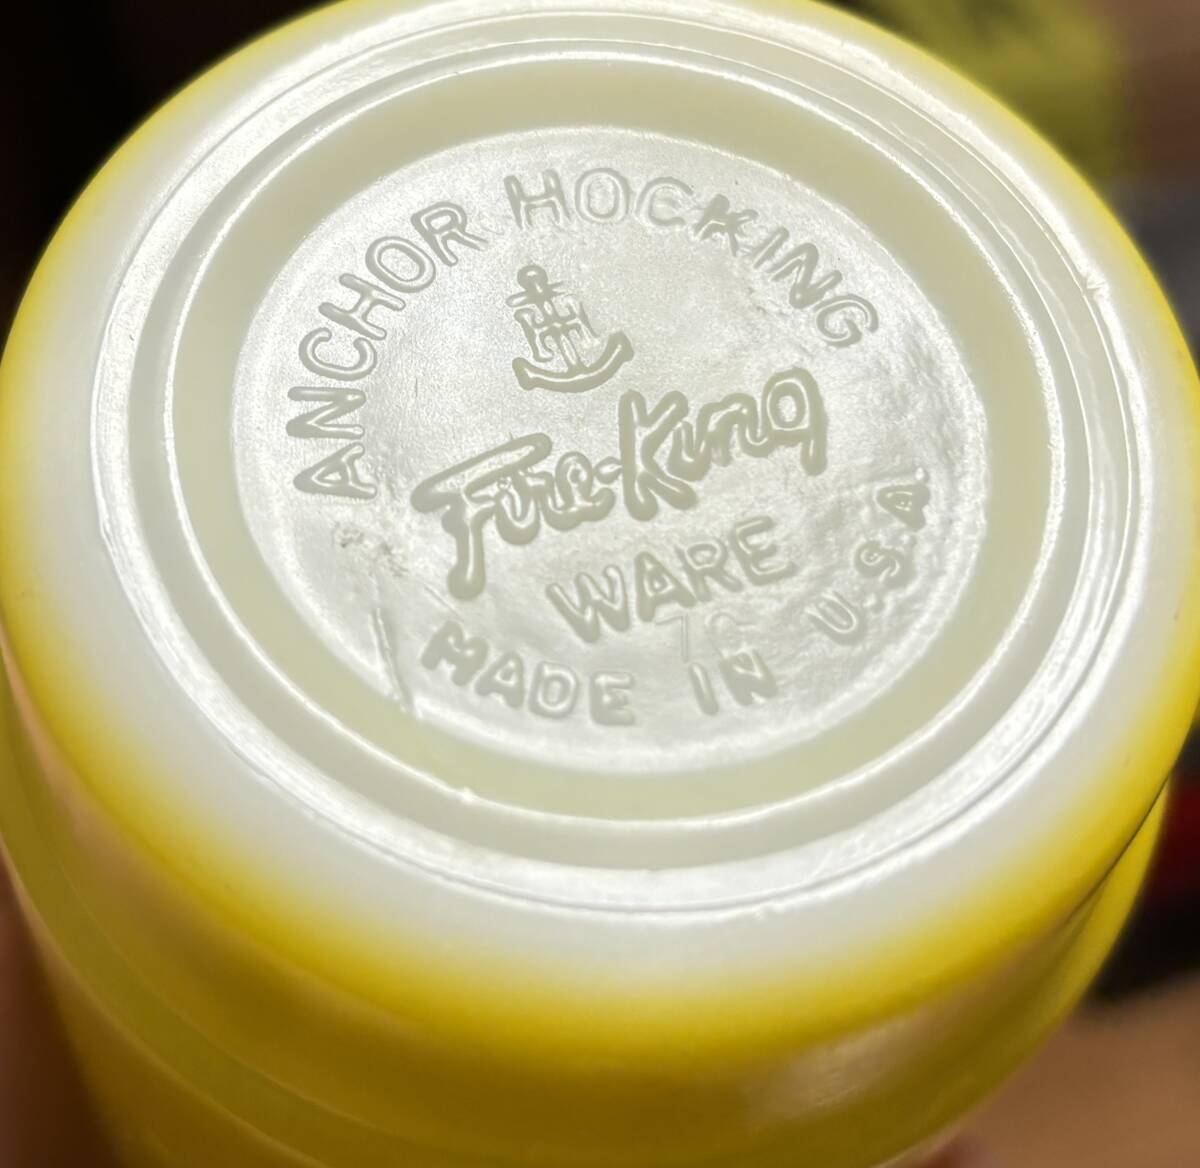 ANCHOR HOCKING
Fire-King
WARE
MADE IN U.S.A.